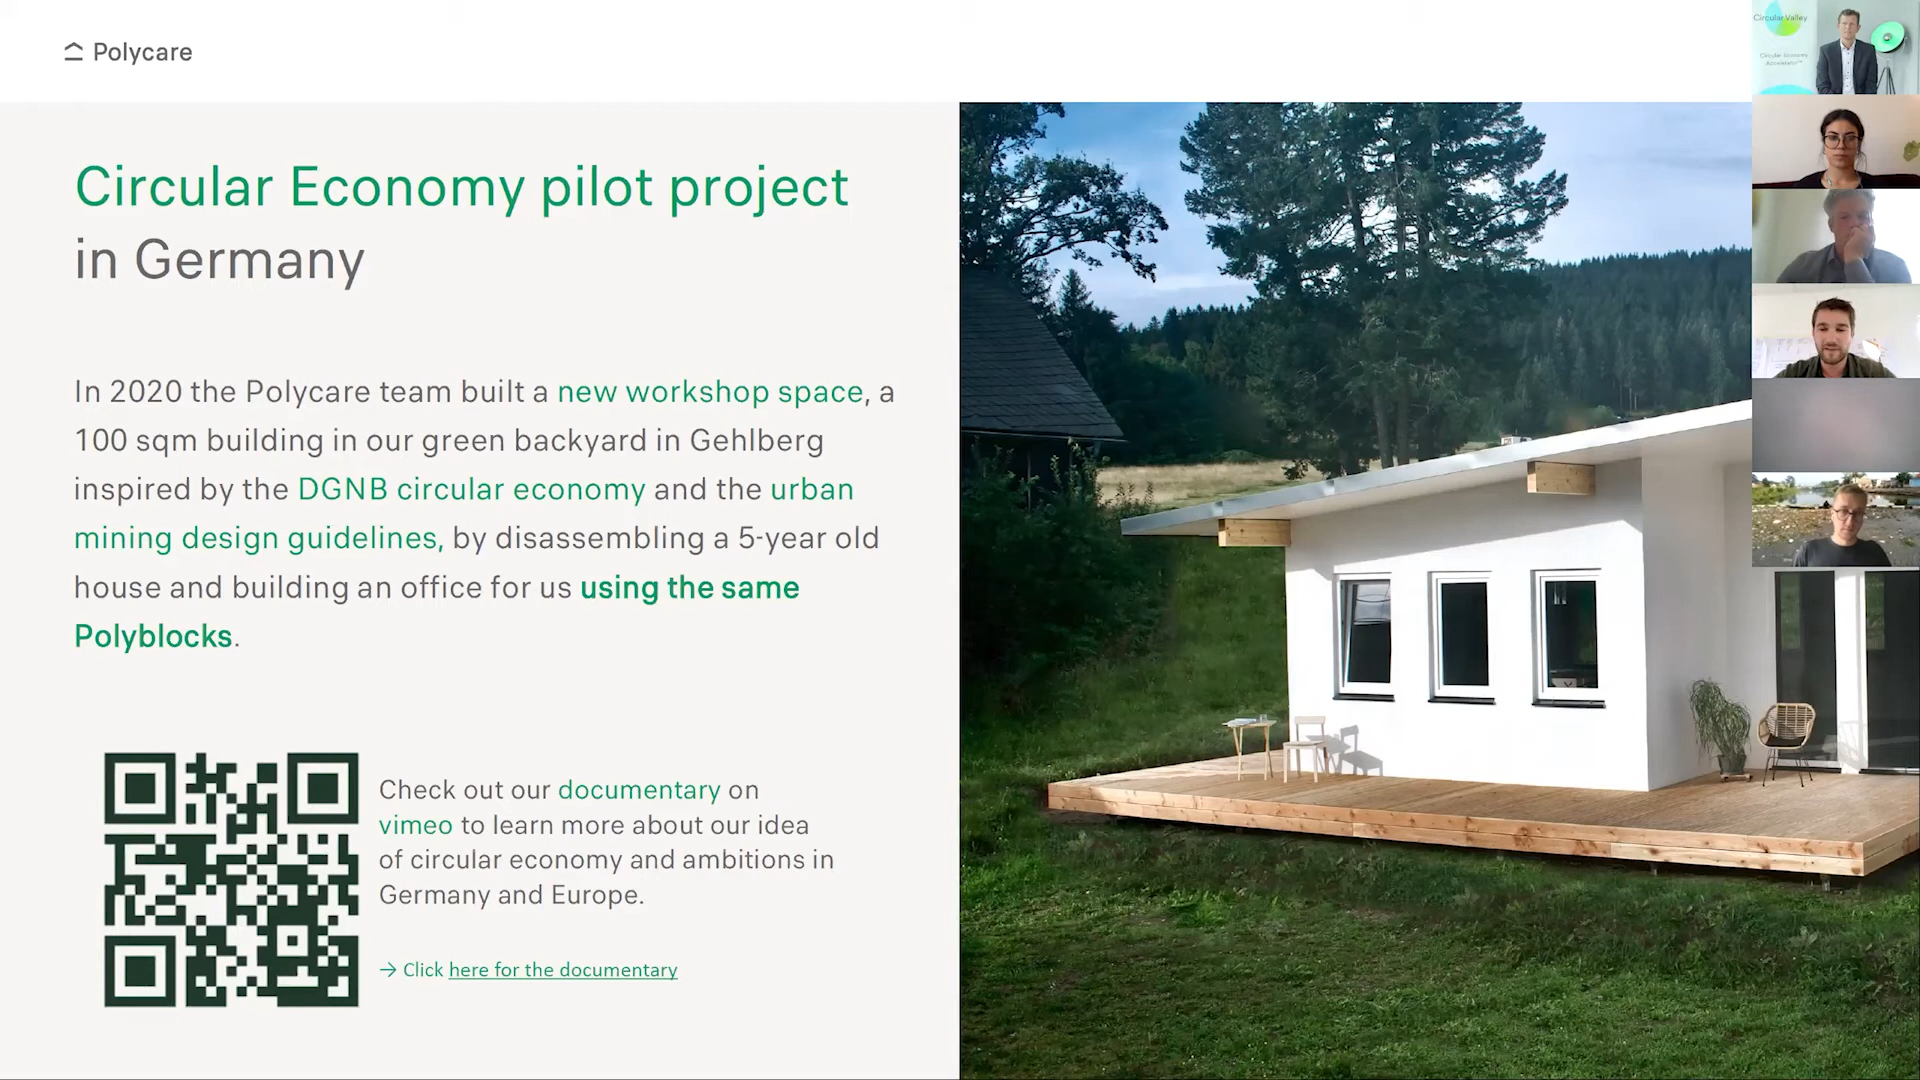 Polycare
Circular Valley
Circular Economy
Accelerator™
Circular Economy pilot project
in Germany
In 2020 the Polycare team built a new workshop space, a
100 sqm building in our green backyard in Gehlberg
inspired by the DGNB circular economy and the urban
mining design guidelines, by disassembling a 5-year old
house and building an office for us using the same
Polyblocks.
Check out our documentary on
vimeo to learn more about our idea
of circular economy and ambitions in
Germany and Europe.
→ Click here for the documentary